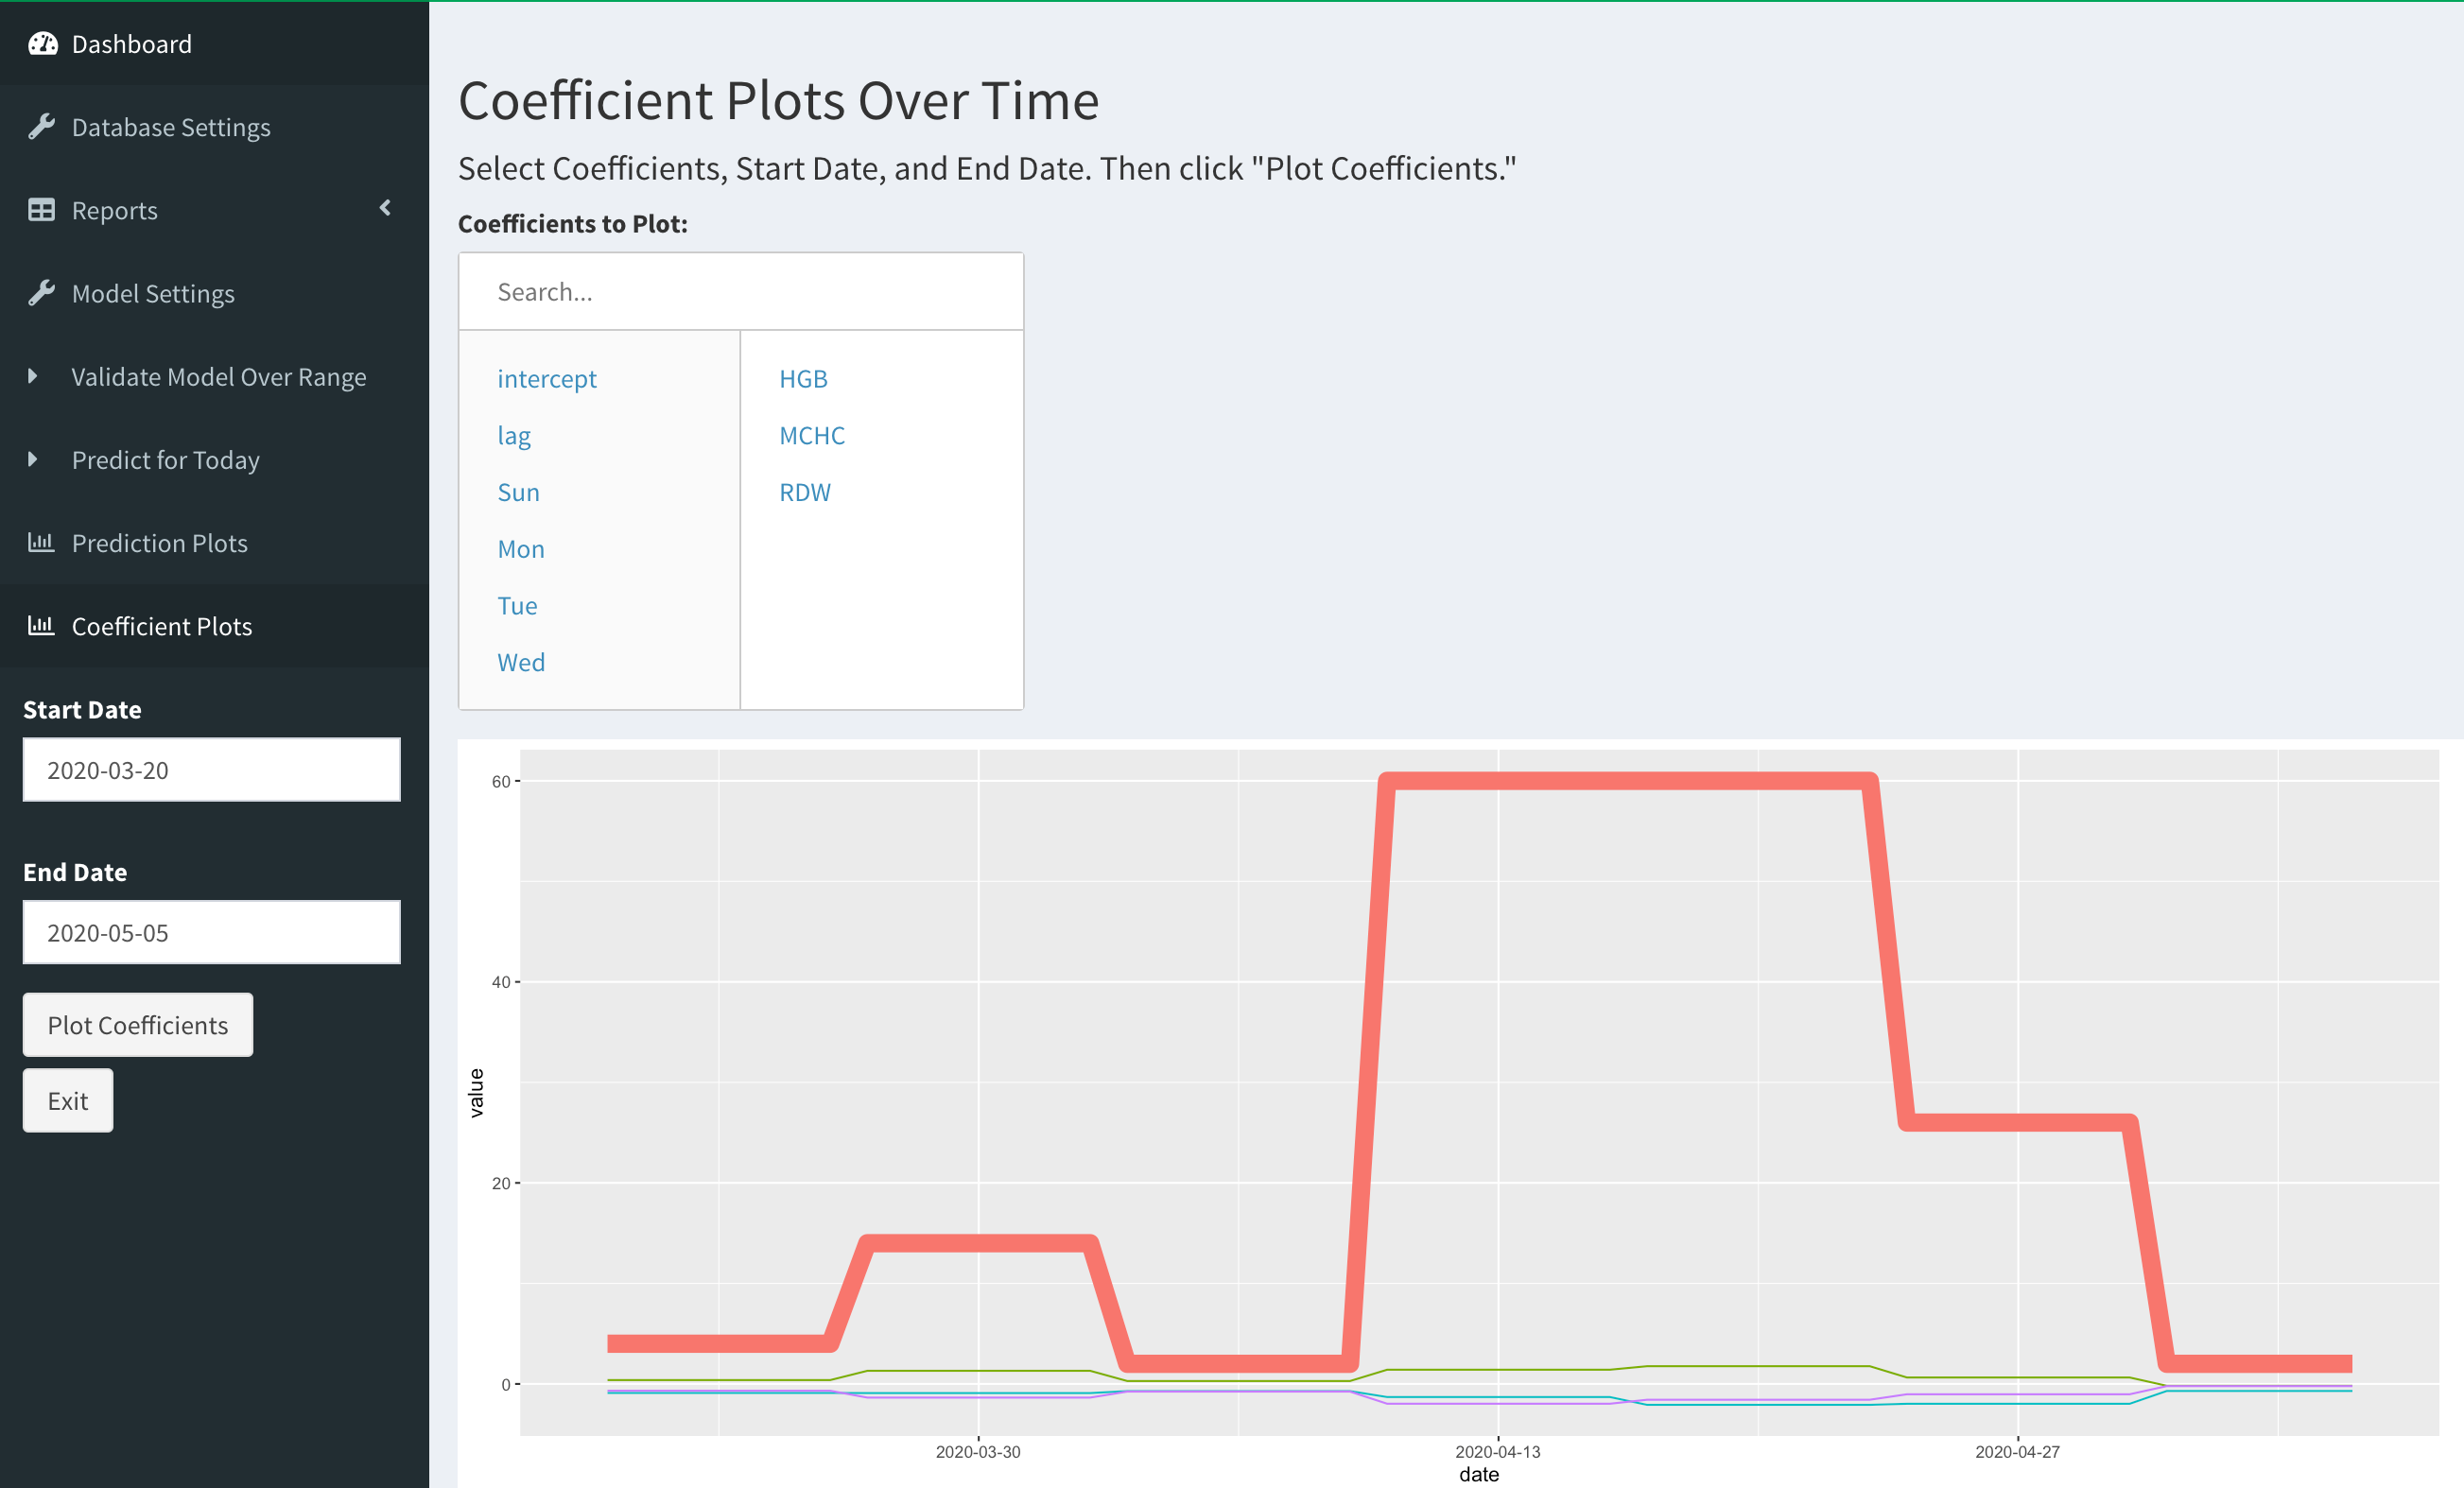 Dashboard
Database Settings
Reports
Model Settings
Validate Model Over Range
Predict for Today
Prediction Plots
Coefficient Plots
Start Date
2020-03-20
End Date
2020-05-05
Plot Coefficients
Exit
Coefficient Plots Over Time
Select Coefficients, Start Date, and End Date. Then click "Plot Coefficients."
Coefficients to Plot:
Search...
intercept
lag
Sun
Mon
Tue
Wed
HGB
MCHC
RDW
60
40
20
0
value
2020-03-30
2020-04-13
2020-04-27
date